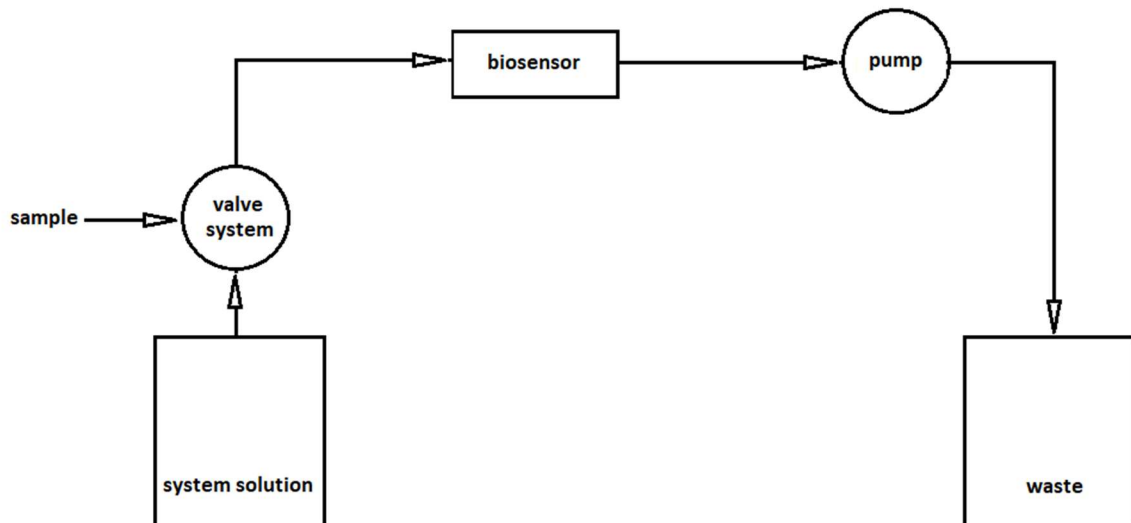 biosensor
pump
sample
valve
system
system solution
waste